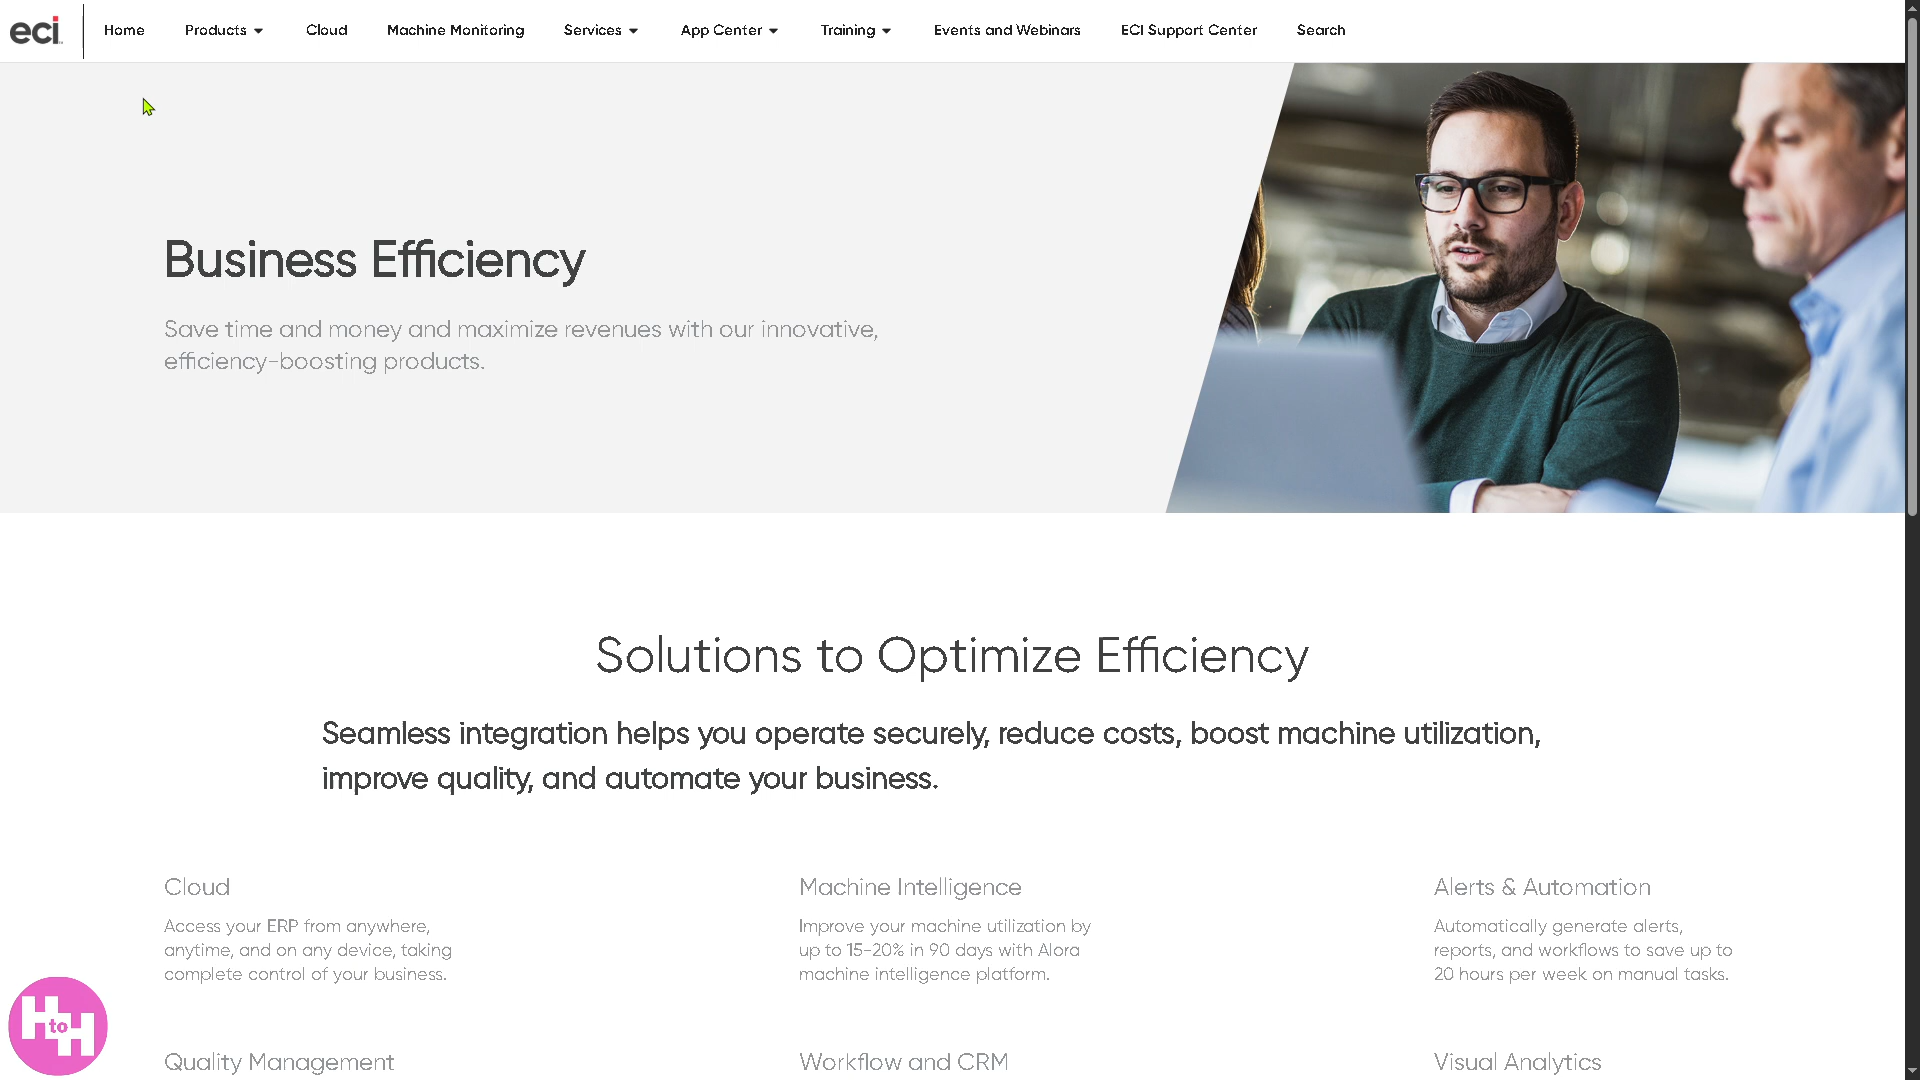 eci
Home
Products
Cloud
Machine Monitoring
Services
App Center
Training
Events and Webinars
ECI Support Center
Search
Business Efficiency
Save time and money and maximize revenues with our innovative,
efficiency-boosting products.
Solutions to Optimize Efficiency
Seamless integration helps you operate securely, reduce costs, boost machine utilization,
improve quality, and automate your business.
Cloud
Access your ERP from anywhere,
anytime, and on any device, taking
complete control of your business.
Machine Intelligence
Improve your machine utilization by
up to 15-20% in 90 days with Alora
machine intelligence platform.
Alerts & Automation
Automatically generate alerts,
reports, and workflows to save up to
20 hours per week on manual tasks.
H to H
Quality Management
Workflow and CRM
Visual Analytics